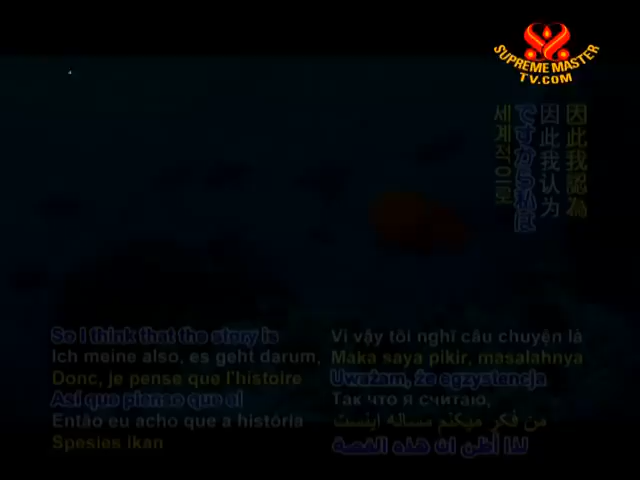 SUPREME MASTER
TV.COM
因此我認為
因此我认为
ですから私は
세계적으로
So I think that the story is
Ich meine also, es geht darum,
Donc, je pense que l'histoire
Así que pienso que el
Então eu acho que a história
Spesies ikan
Vì vậy tôi nghĩ câu chuyện là
Maka saya pikir, masalahnya
Uważam, że egzystencja
Так что я считаю,
من فکر میکنم مساله اینست
لذا أظن ان هذه القصة